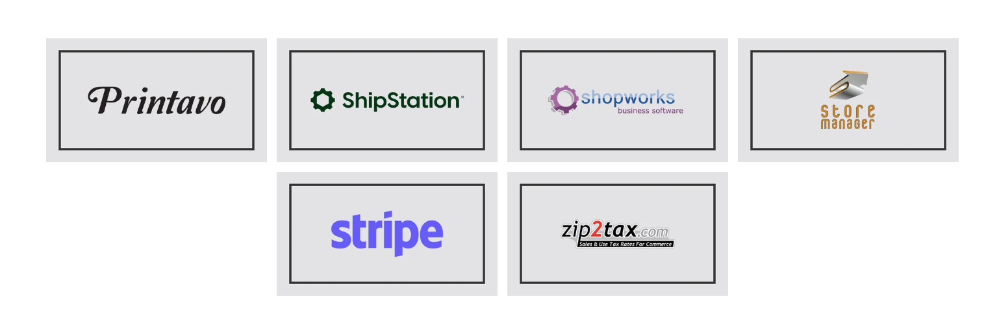 Printavo
ShipStation®
shopworks
business software
store
manager
stripe
zip2tax.com
Sales & Use Tax Rates For Commerce